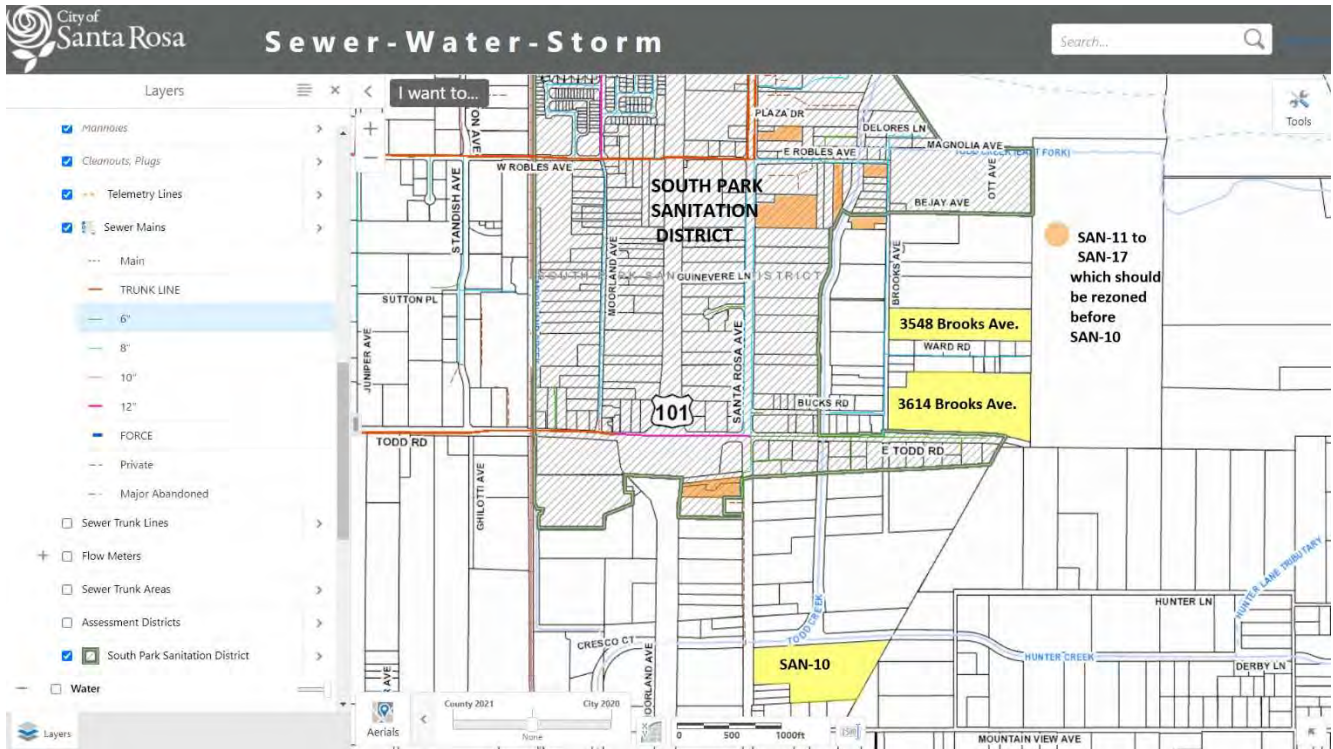 City of
Santa Rosa
Sewer-Water-Storm
Search...
Layers
I want to...
Tools
Manholes
Cleanouts, Plugs
Telemetry Lines
Sewer Mains
Main
TRUNK LINE
6"
8"
10"
12"
FORCE
Private
Major Abandoned
Sewer Trunk Lines
Flow Meters
Sewer Trunk Areas
Assessment Districts
South Park Sanitation District
Water
Layers
PLAZA DR
DELORES LN
MAGNOLIA AVE
E ROBLES AVE
W ROBLES AVE
STANDISH AVE
SOUTH PARK
SANITATION
DISTRICT
BEJAY AVE
OTT AVE
SAN-11 to
SAN-17
which should
be rezoned
before
SAN-10
GUINEVERE LN
MOORLAND AVE
BROOKS AVE
SUTTON PL
JUNIPER AVE
SANTA ROSA AVE
3548 Brooks Ave.
WARD RD
3614 Brooks Ave.
BUCKS RD
101
TODD RD
E TODD RD
GHILOTTI AVE
HUNTER LANE TRIBUTARY
HUNTER LN
TODD CREEK
CRESCO CT
HUNTER CREEK
DERBY LN
SAN-10
MOUNTAIN VIEW AVE
Aerials
County 2021
City 2020
None
0 500 1000ft